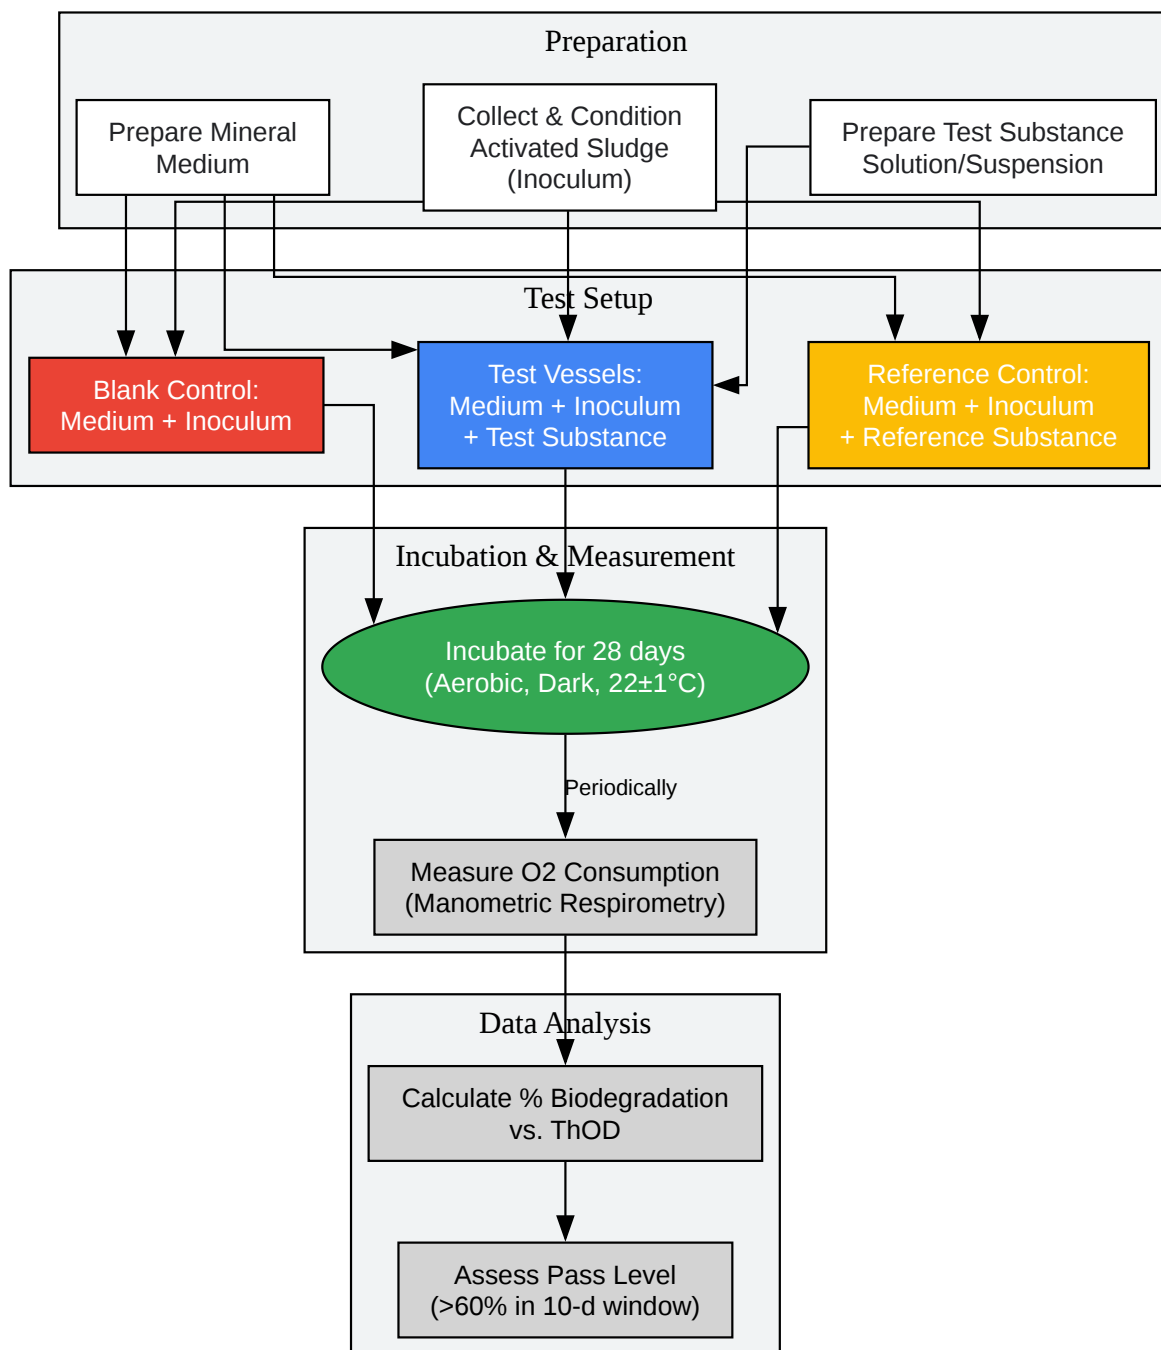 Preparation
Prepare Mineral
Medium
Collect & Condition
Activated Sludge
(Inoculum)
Prepare Test Substance
Solution/Suspension
Test Setup
Blank Control:
Medium + Inoculum
Test Vessels:
Medium + Inoculum
+ Test Substance
Reference Control:
Medium + Inoculum
+ Reference Substance
Incubation & Measurement
Incubate for 28 days
(Aerobic, Dark, 22±1°C)
Periodically
Measure O2 Consumption
(Manometric Respirometry)
Data Analysis
Calculate % Biodegradation
vs. ThOD
Assess Pass Level
(>60% in 10-d window)